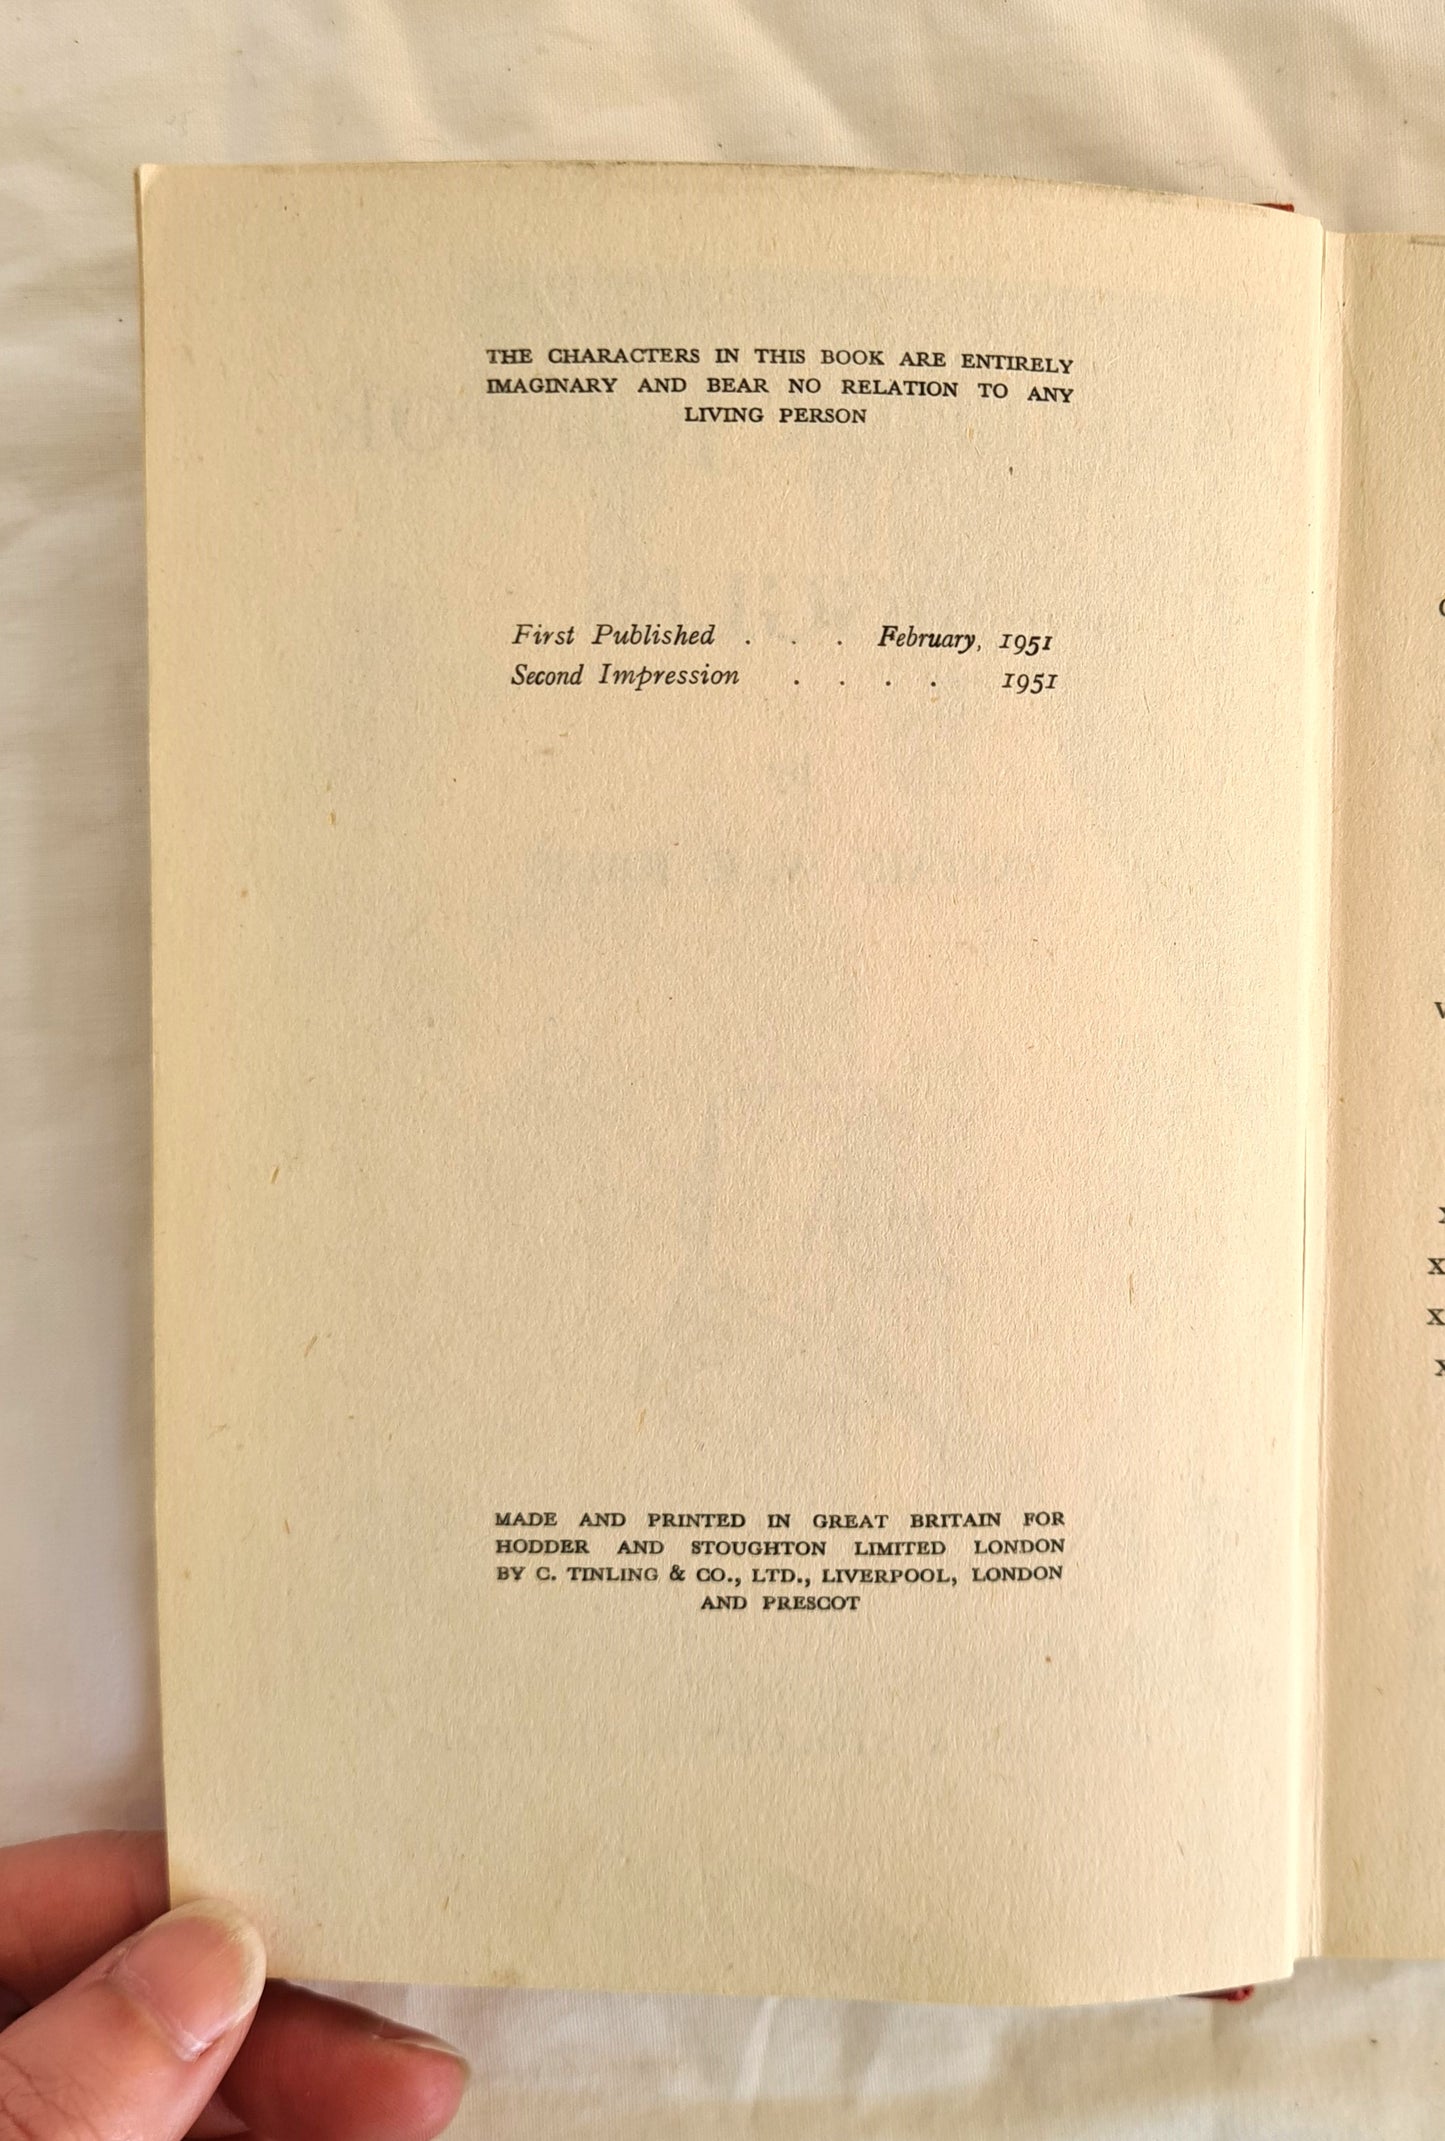 THE CHARACTERS IN THIS BOOK ARE ENTIRELY
IMAGINARY AND BEAR NO RELATION TO ANY
LIVING PERSON
First Published . . . February, 1951
Second Impression . . . . 1951
MADE AND PRINTED IN GREAT BRITAIN FOR
HODDER AND STOUGHTON LIMITED LONDON
BY C. TINLING & CO., LTD., LIVERPOOL, LONDON
AND PRESCOT